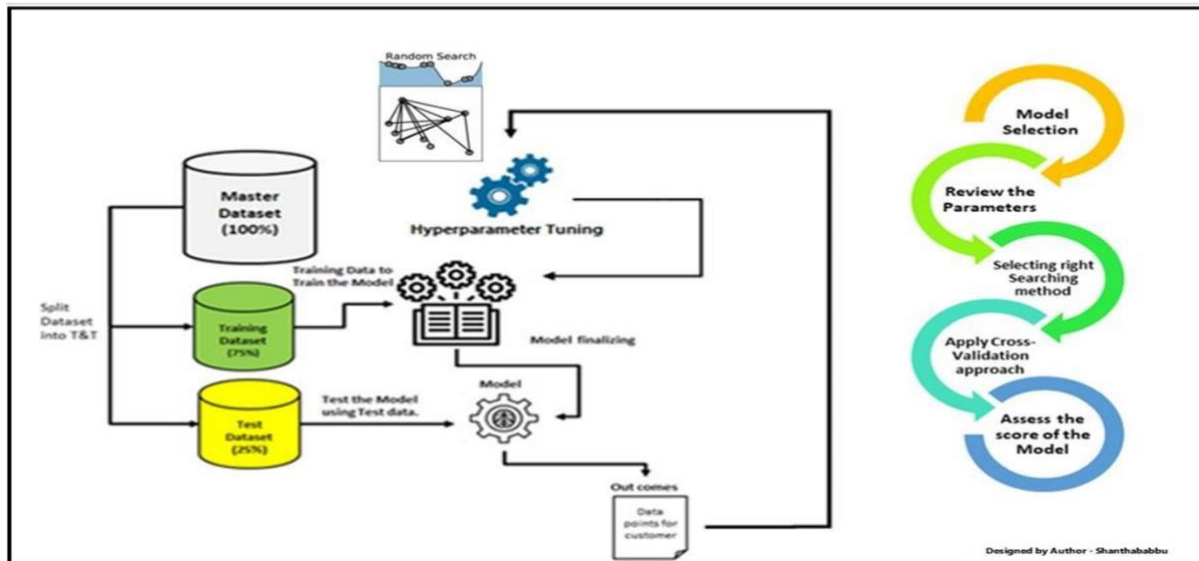 Random Search
Master
Dataset
(100%)
Hyperparameter Tuning
Training Data to
Train the Model
Split
Dataset
into T&T
Training
Dataset
(75%)
Model finalizing
Test the Model
using Test data.
Model
Test
Dataset
(25%)
Out comes
Data
points for
customer
Model
Selection
Review the
Parameters
Selecting right
Searching
method
Apply Cross-
Validation
approach
Assess the
score of the
Model
Designed by Author - Shanthababbu